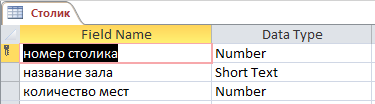 Столик
Field Name Data Type
номер столика Number
название зала Short Text
количество мест Number